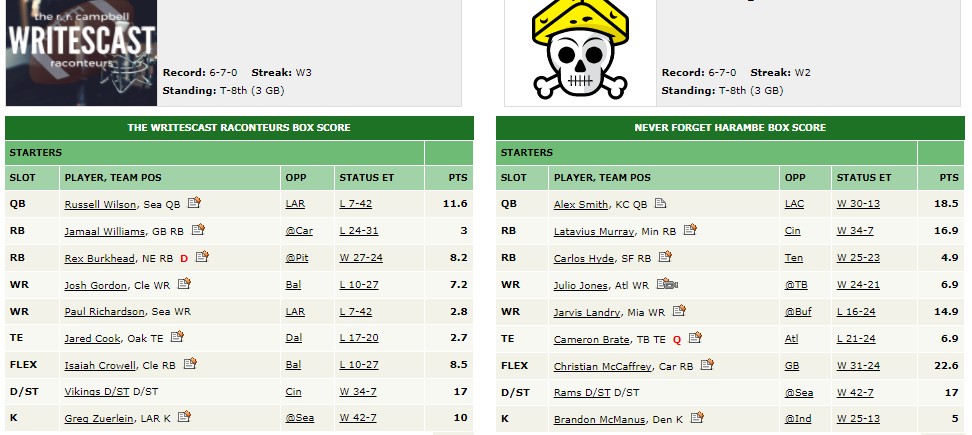 the r. r. campbell
WRITESCAST
raconteurs
Record: 6-7-0 Streak: W3
Standing: T-8th (3 GB)
Record: 6-7-0 Streak: W2
Standing: T-8th (3 GB)
THE WRITESCAST RACONTEURS BOX SCORE
STARTERS
SLOT PLAYER, TEAM POS OPP STATUS ET PTS
QB Russell Wilson, Sea QB LAR L 7-42 11.6
RB Jamaal Williams, GB RB @Car L 24-31 3
RB Rex Burkhead, NE RB D @Pit W 27-24 8.2
WR Josh Gordon, Cle WR Bal L 10-27 7.2
WR Paul Richardson, Sea WR LAR L 7-42 2.8
TE Jared Cook, Oak TE Dal L 17-20 2.7
FLEX Isaiah Crowell, Cle RB Bal L 10-27 8.5
D/ST Vikings D/ST D/ST Cin W 34-7 17
K Greg Zuerlein, LAR K @Sea W 42-7 10
NEVER FORGET HARAMBE BOX SCORE
STARTERS
SLOT PLAYER, TEAM POS OPP STATUS ET PTS
QB Alex Smith, KC QB LAC W 30-13 18.5
RB Latavius Murray, Min RB Cin W 34-7 16.9
RB Carlos Hyde, SF RB Ten W 25-23 4.9
WR Julio Jones, Atl WR @TB W 24-21 6.9
WR Jarvis Landry, Mia WR @Buf L 16-24 14.9
TE Cameron Brate, TB TE Q Atl L 21-24 6.9
FLEX Christian McCaffrey, Car RB GB W 31-24 22.6
D/ST Rams D/ST D/ST @Sea W 42-7 17
K Brandon McManus, Den K @Ind W 25-13 5